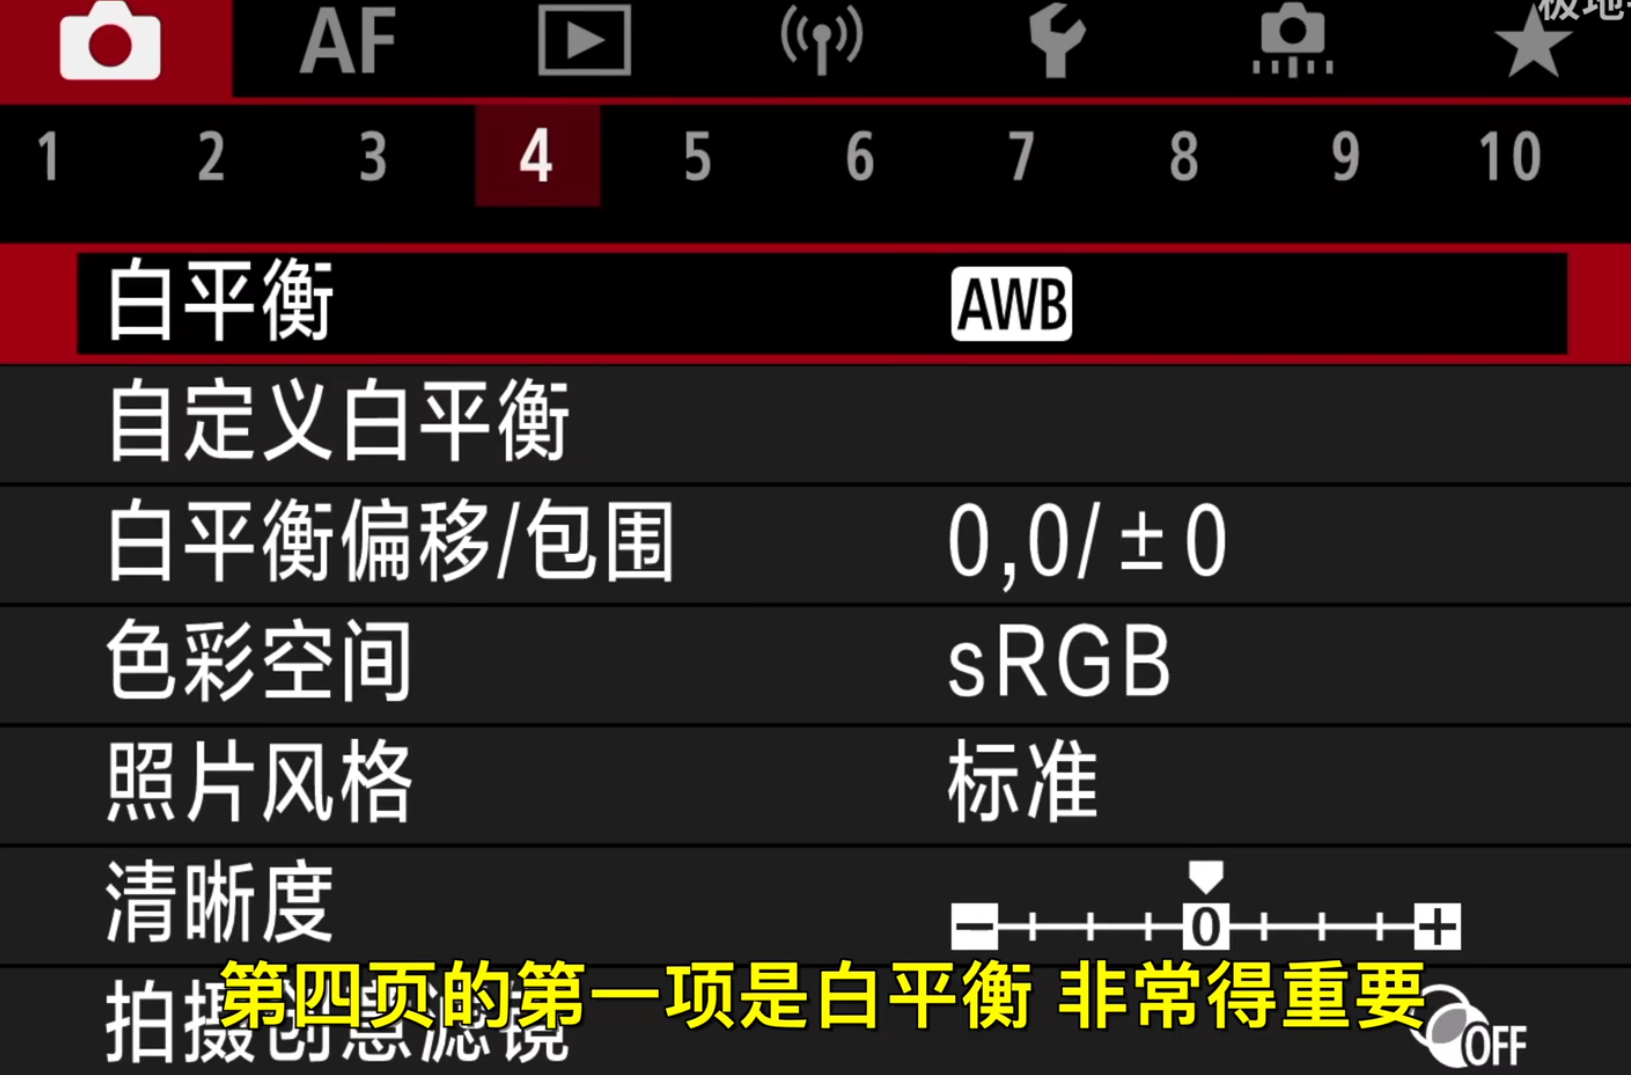 极地
AF
1 2 3 4 5 6 7 8 9 10
白平衡 AWB
自定义白平衡
白平衡偏移/包围 0,0/±0
色彩空间 sRGB
照片风格 标准
清晰度 0
拍摄创意滤镜 OFF
第四页的第一项是白平衡 非常得重要